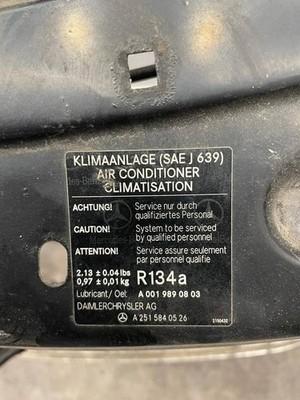 KLIMAANLAGE (SAE J 639)
AIR CONDITIONER
CLIMATISATION
ACHTUNG! Service nur durch
qualifiziertes Personal
CAUTION! System to be serviced
by qualified personnel
ATTENTION! Service assurée seulement
par personnel qualifié
2.13 ± 0.04 lbs
0,97 ± 0,01 kg R134a
Lubricant/ Oel: A 001 989 08 03
DAIMLERCHRYSLER AG
A 251 584 05 26